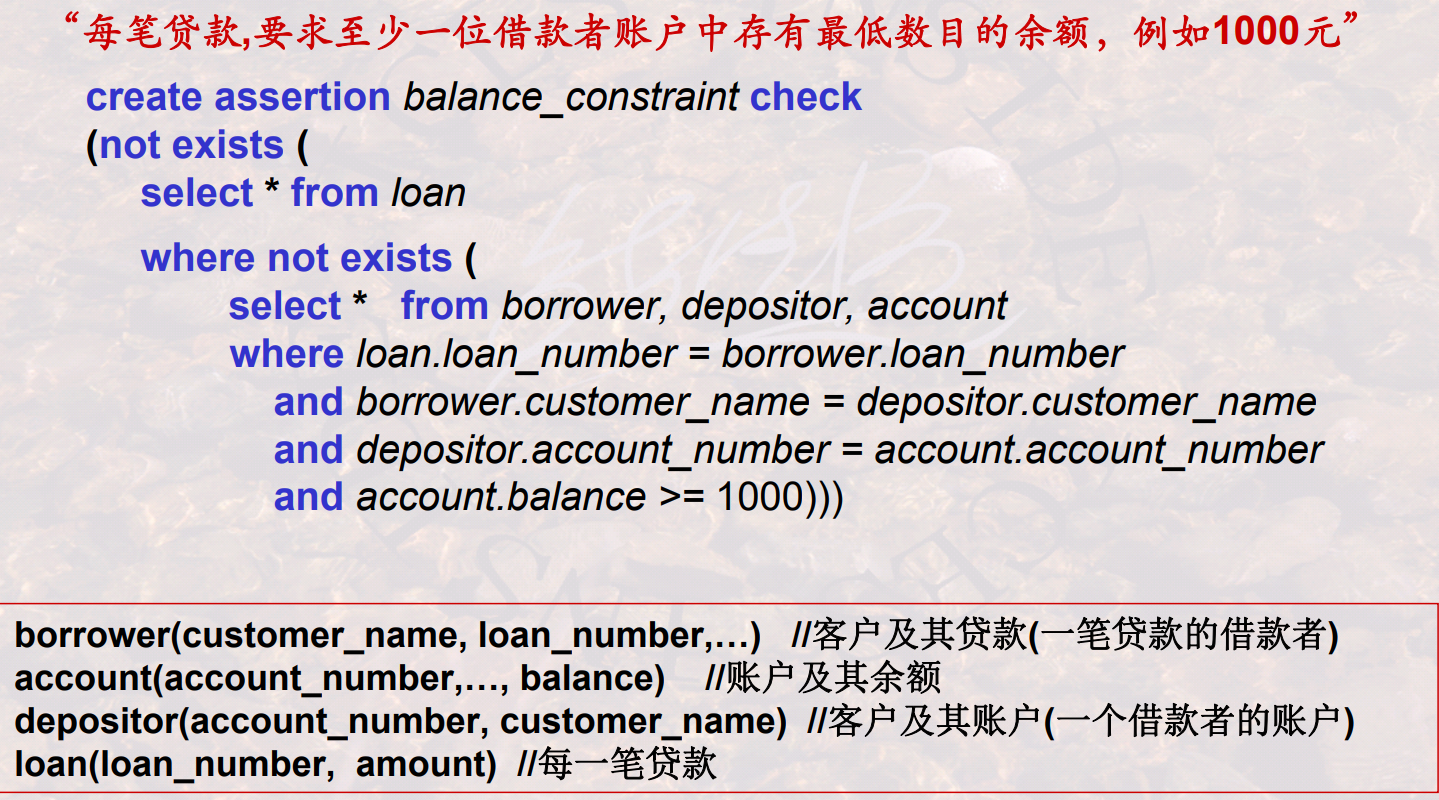 “每笔贷款,要求至少一位借款者账户中存有最低数目的余额，例如1000元”
create assertion balance_constraint check
(not exists (
select * from loan
where not exists (
select * from borrower, depositor, account
where loan.loan_number = borrower.loan_number
and borrower.customer_name = depositor.customer_name
and depositor.account_number = account.account_number
and account.balance >= 1000)))
borrower(customer_name, loan_number,…) //客户及其贷款(一笔贷款的借款者)
account(account_number,…, balance) //账户及其余额
depositor(account_number, customer_name) //客户及其账户(一个借款者的账户)
loan(loan_number, amount) //每一笔贷款